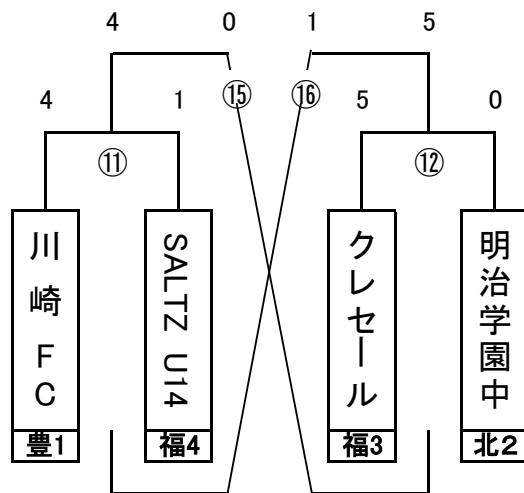 4 0 1 5
4 1 ⑮ ⑯ 5 0
⑪ ⑫
川崎FC
SALTZ U14
クレセール
明治学園中
豊1 福4 福3 北2